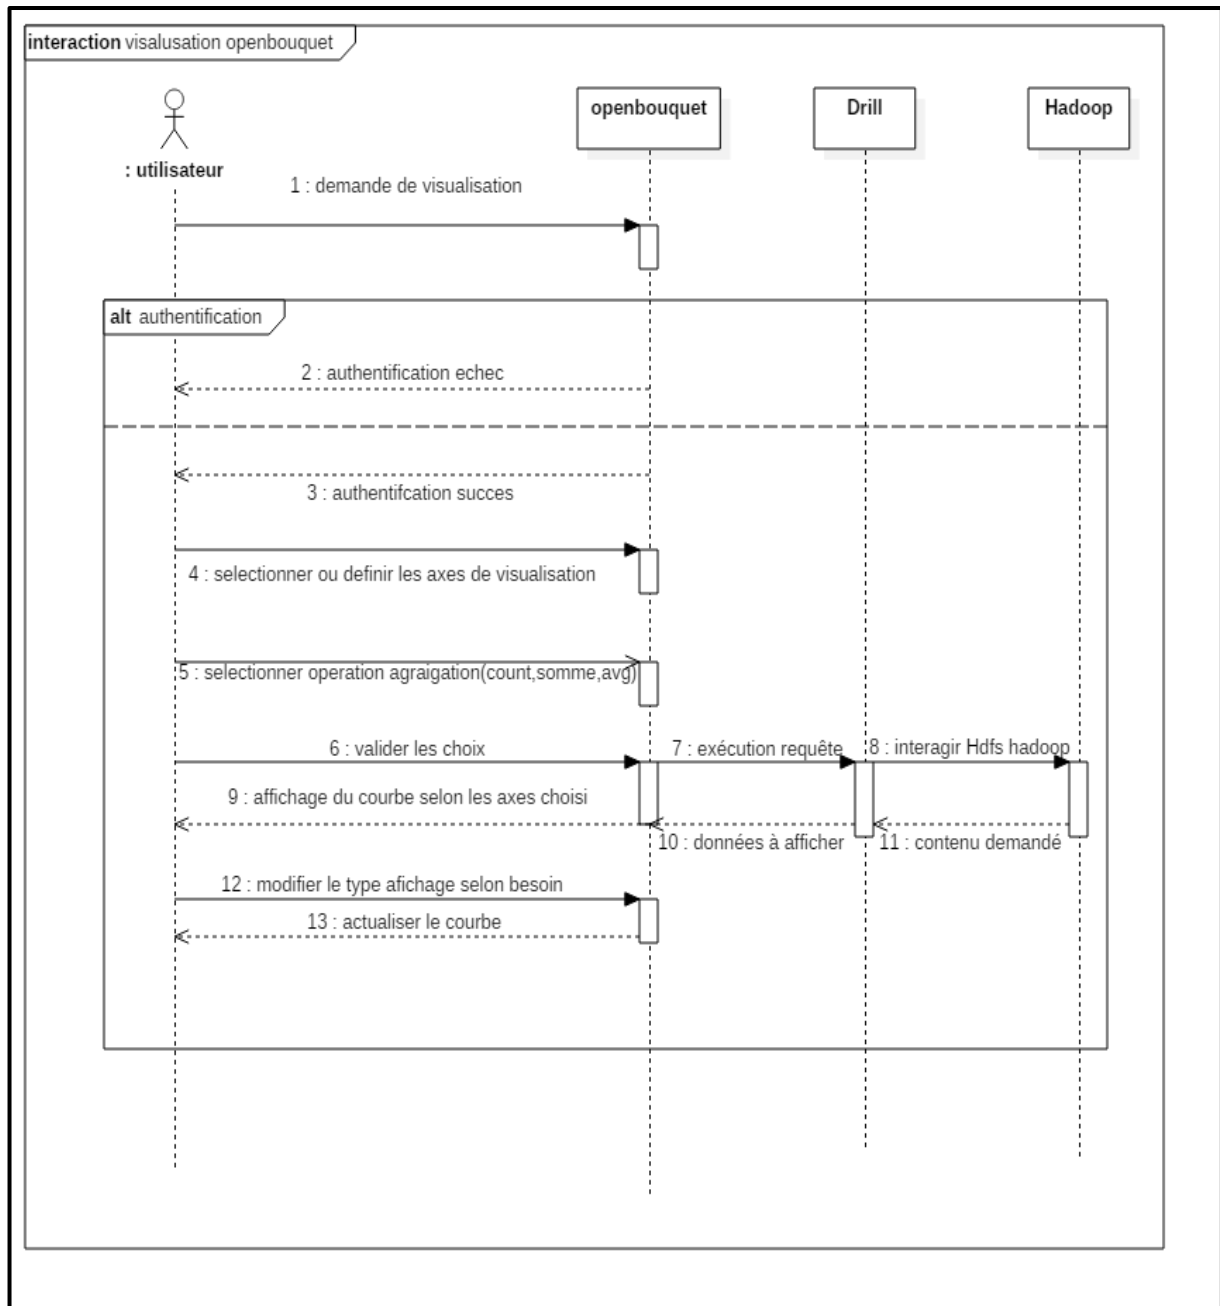 interaction visalusation openbouquet
openbouquet
Drill
Hadoop
: utilisateur
1 : demande de visualisation
alt authentification
2 : authentification echec
3 : authentifcation succes
4 : selectionner ou definir les axes de visualisation
5 : selectionner operation agraigation(count,somme,avg)
6 : valider les choix
7 : exécution requête
8 : interagir Hdfs hadoop
9 : affichage du courbe selon les axes choisi
10 : données à afficher
11 : contenu demandé
12 : modifier le type afichage selon besoin
13 : actualiser le courbe